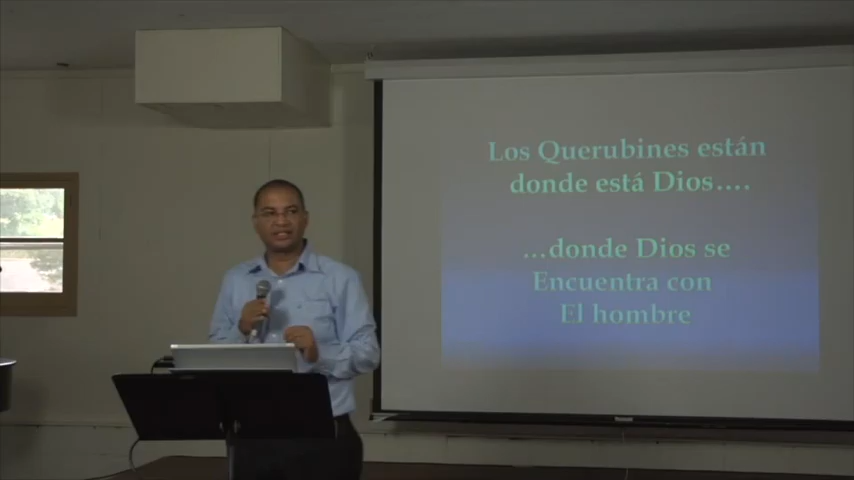 Los Querubines están
donde está Dios....
...donde Dios se
Encuentra con
El hombre